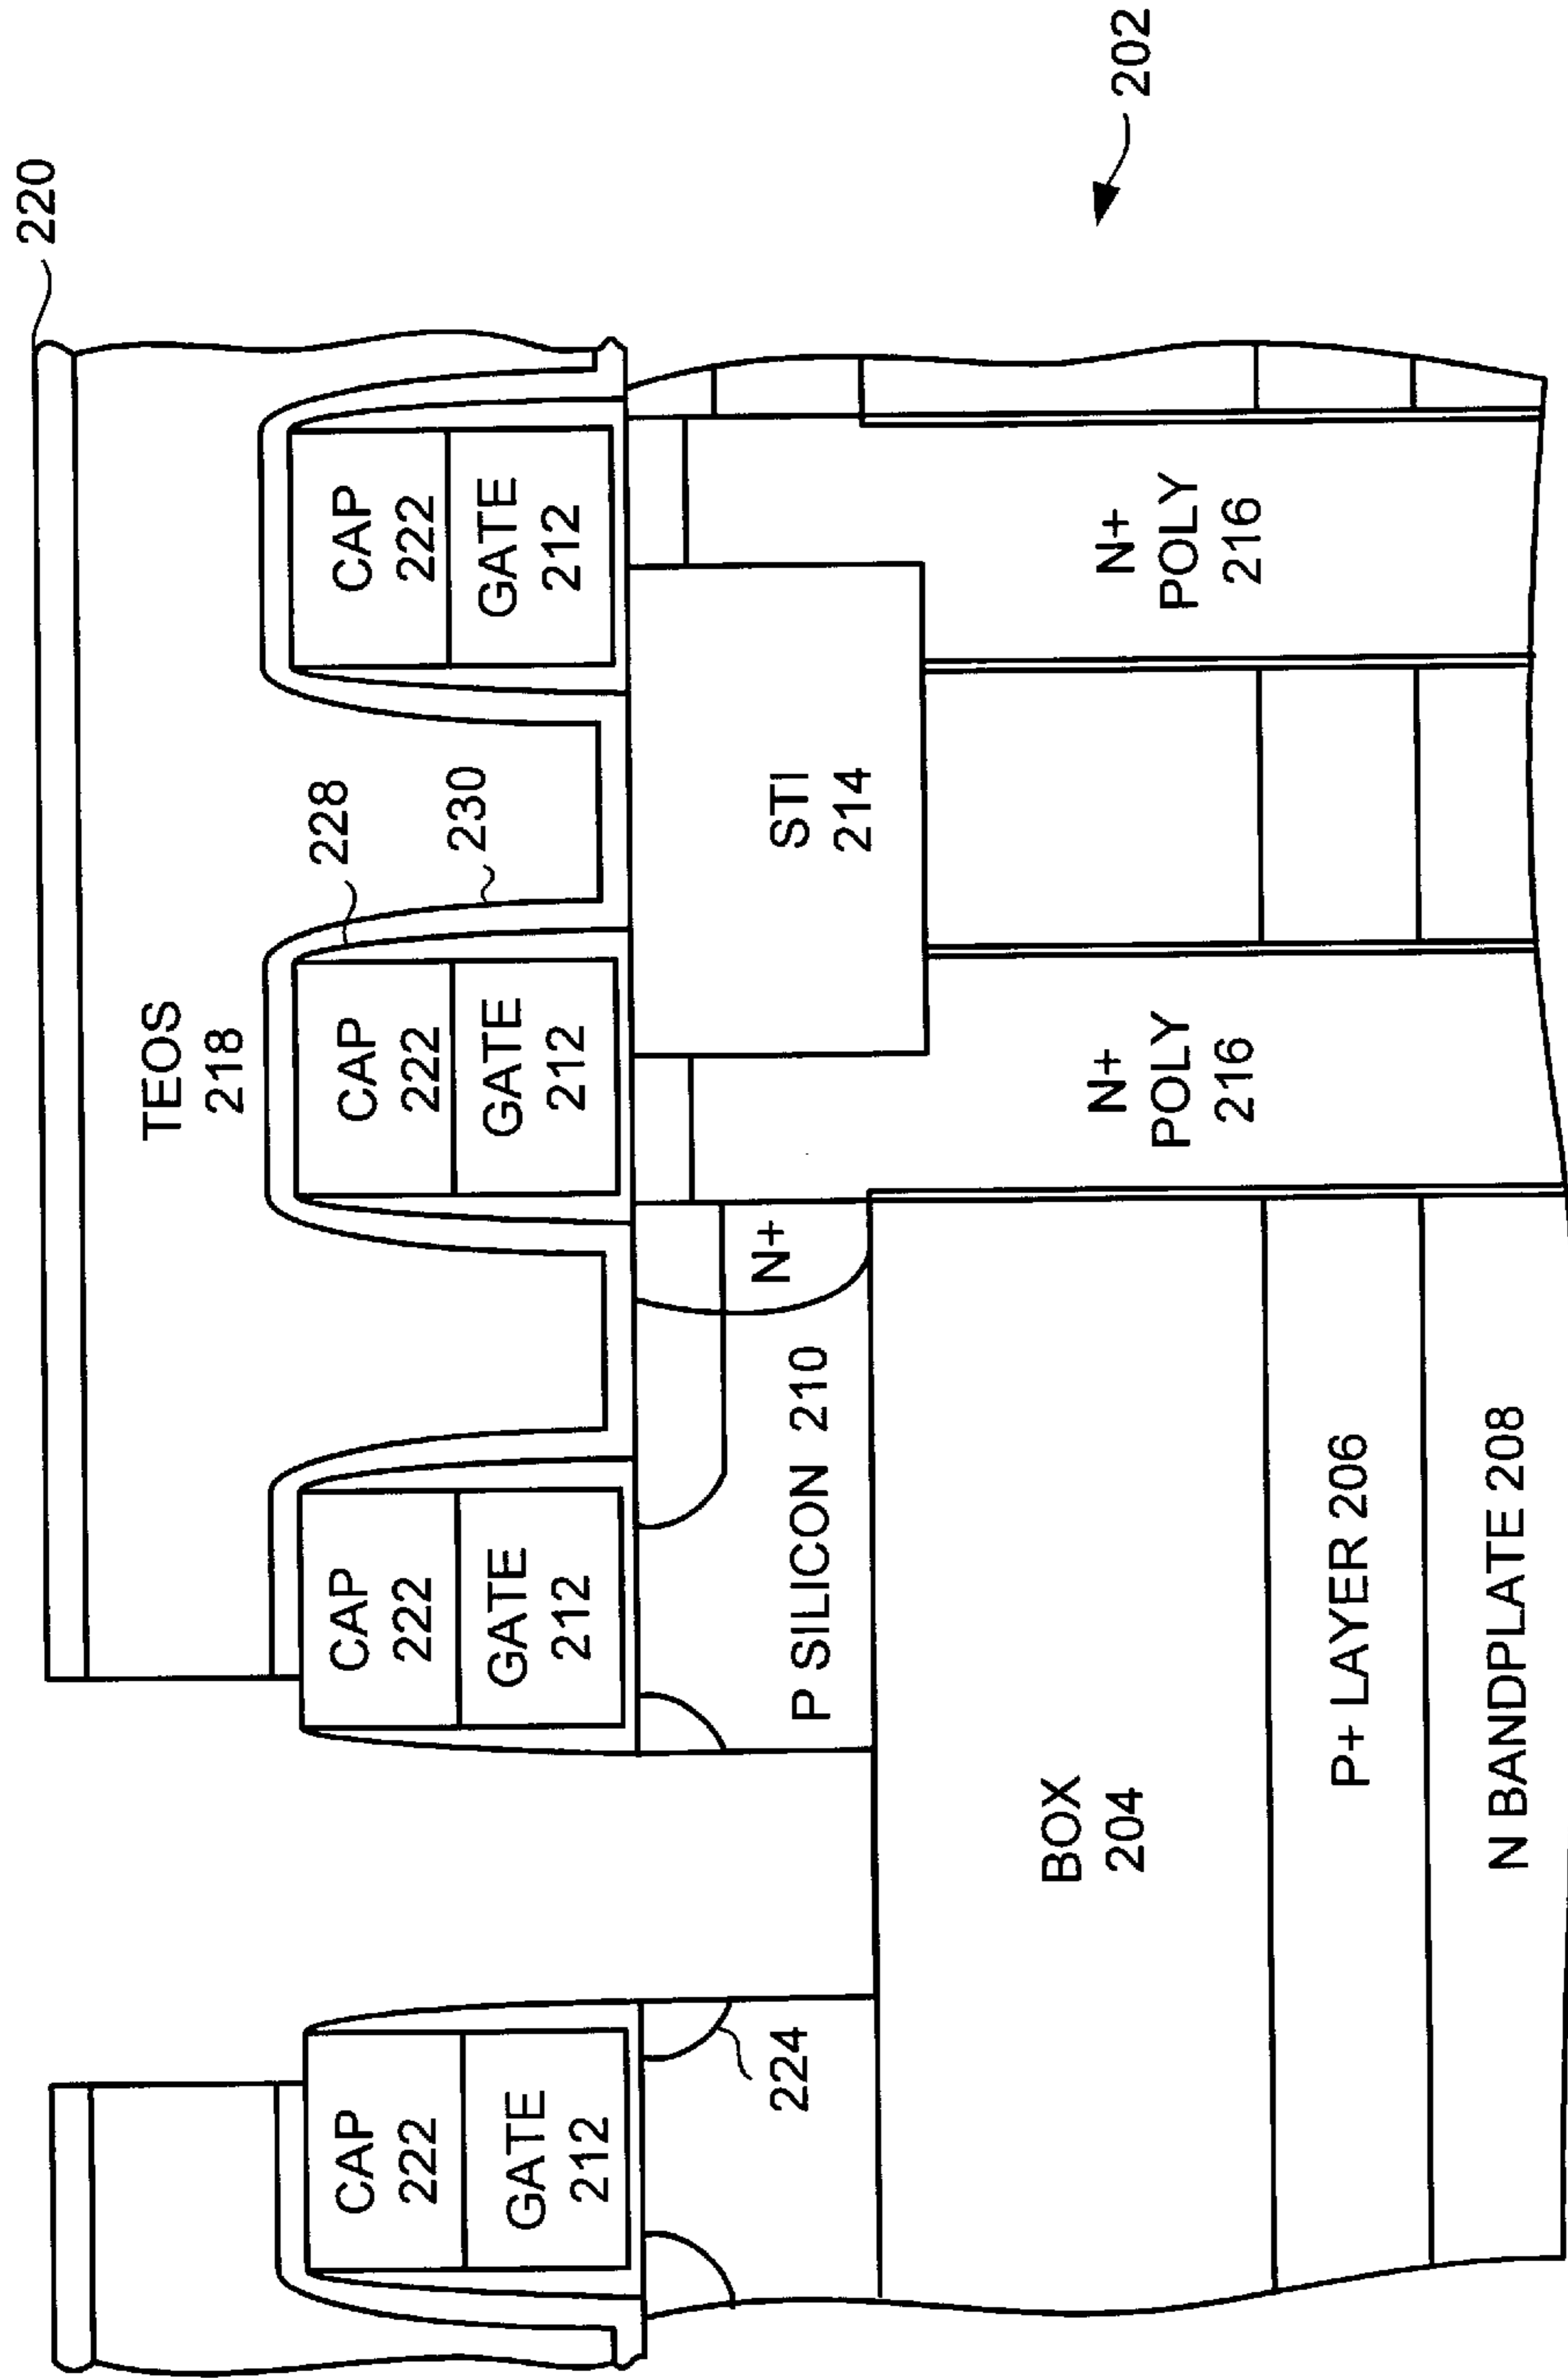 220
TEOS
218
228
230
CAP
222
GATE
212
CAP
222
GATE
212
CAP
222
GATE
212
CAP
222
GATE
212
224
P SILICON 210
N+
STI
214
BOX
204
N+
POLY
216
N+
POLY
216
202
P+ LAYER 206
N BANDPLATE 208